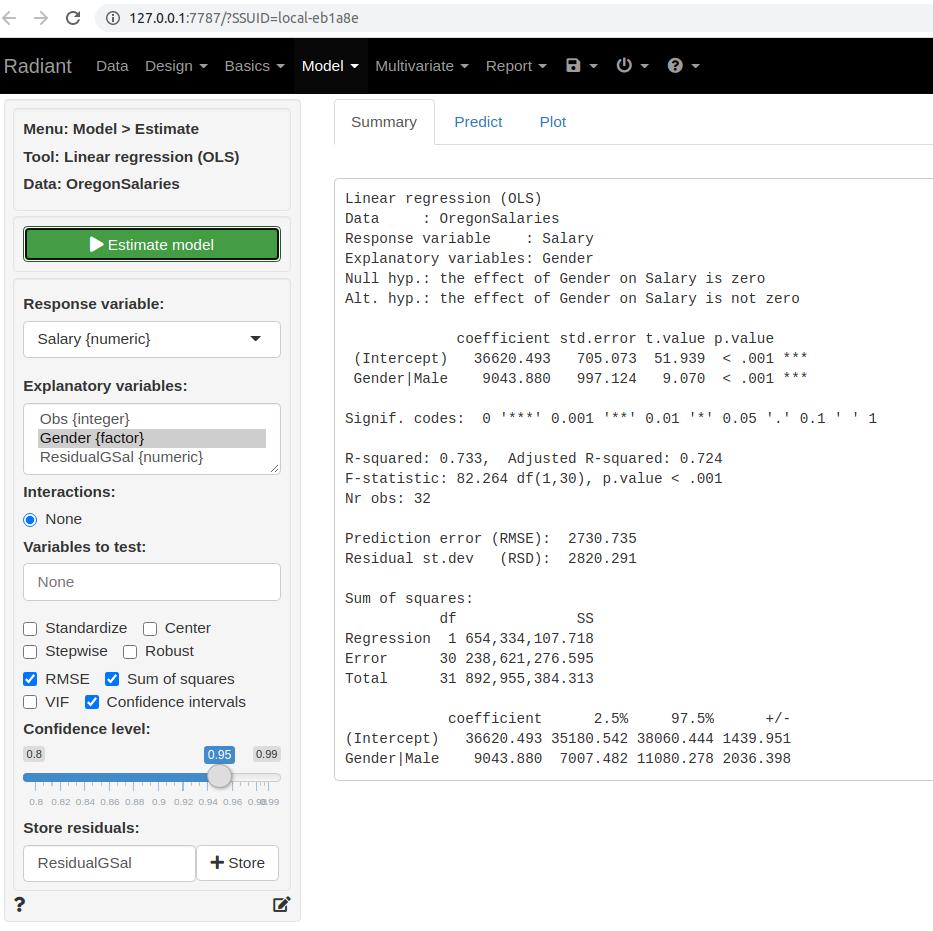 127.0.0.1:7787/?SSUID=local-eb1a8e
Radiant Data Design Basics Model Multivariate Report
Menu: Model > Estimate
Tool: Linear regression (OLS)
Data: OregonSalaries
Estimate model
Response variable:
Salary {numeric}
Explanatory variables:
Obs {integer}
Gender {factor}
ResidualGSal {numeric}
Interactions:
None
Variables to test:
None
Standardize Center
Stepwise Robust
RMSE Sum of squares
VIF Confidence intervals
Confidence level:
0.8 0.95 0.99
0.8 0.82 0.84 0.86 0.88 0.9 0.92 0.94 0.96 0.98 0.99
Store residuals:
ResidualGSal + Store
?
Summary Predict Plot
Linear regression (OLS)
Data     : OregonSalaries
Response variable    : Salary
Explanatory variables: Gender
Null hyp.: the effect of Gender on Salary is zero
Alt. hyp.: the effect of Gender on Salary is not zero
             coefficient std.error t.value p.value
 (Intercept)   36620.493   705.073  51.939  < .001 ***
 Gender|Male    9043.880   997.124   9.070  < .001 ***
Signif. codes:  0 '***' 0.001 '**' 0.01 '*' 0.05 '.' 0.1 ' ' 1
R-squared: 0.733,  Adjusted R-squared: 0.724
F-statistic: 82.264 df(1,30), p.value < .001
Nr obs: 32
Prediction error (RMSE):  2730.735
Residual st.dev   (RSD):  2820.291
Sum of squares:
           df              SS
Regression  1 654,334,107.718
Error      30 238,621,276.595
Total      31 892,955,384.313
            coefficient      2.5%     97.5%      +/-
(Intercept)   36620.493 35180.542 38060.444 1439.951
Gender|Male    9043.880  7007.482 11080.278 2036.398